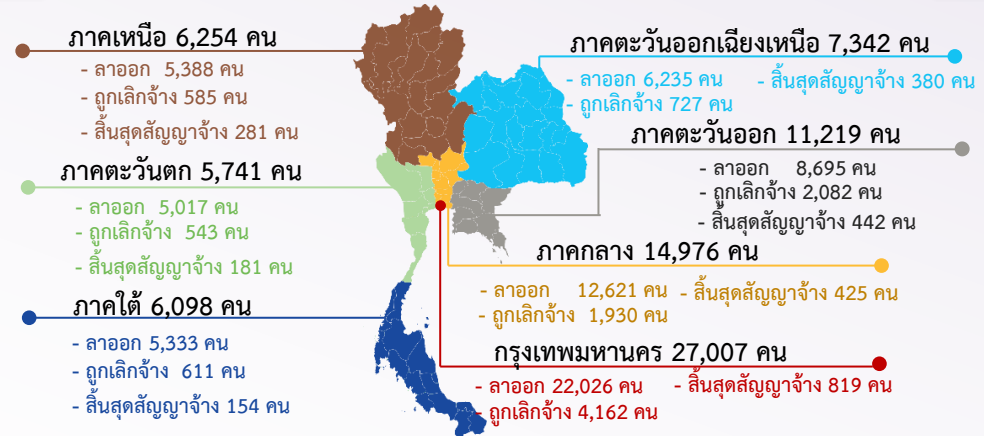 ภาคเหนือ 6,254 คน
- ลาออก 5,388 คน
- ถูกเลิกจ้าง 585 คน
- สิ้นสุดสัญญาจ้าง 281 คน
ภาคตะวันออกเฉียงเหนือ 7,342 คน
- ลาออก 6,235 คน - สิ้นสุดสัญญาจ้าง 380 คน
- ถูกเลิกจ้าง 727 คน
ภาคตะวันออก 11,219 คน
- ลาออก 8,695 คน
- ถูกเลิกจ้าง 2,082 คน
- สิ้นสุดสัญญาจ้าง 442 คน
ภาคตะวันตก 5,741 คน
- ลาออก 5,017 คน
- ถูกเลิกจ้าง 543 คน
- สิ้นสุดสัญญาจ้าง 181 คน
ภาคกลาง 14,976 คน
- ลาออก 12,621 คน - สิ้นสุดสัญญาจ้าง 425 คน
- ถูกเลิกจ้าง 1,930 คน
ภาคใต้ 6,098 คน
- ลาออก 5,333 คน
- ถูกเลิกจ้าง 611 คน
- สิ้นสุดสัญญาจ้าง 154 คน
กรุงเทพมหานคร 27,007 คน
- ลาออก 22,026 คน - สิ้นสุดสัญญาจ้าง 819 คน
- ถูกเลิกจ้าง 4,162 คน